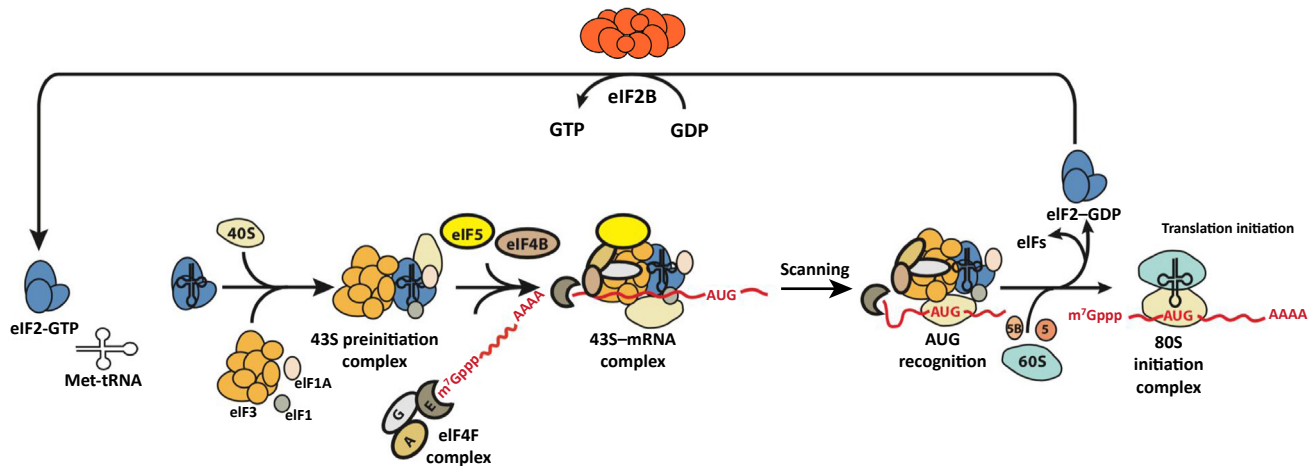 eIF2B
GTP
GDP
eIF2-GTP
Met-tRNA
40S
eIF3
eIF1A
eIF1
43S preinitiation
complex
eIF5
eIF4B
AAAA
m⁷Gppp
E
G
A
eIF4F
complex
AUG
43S–mRNA
complex
Scanning
AUG
AUG
recognition
eIF2–GDP
eIFs
5B
5
60S
Translation initiation
m⁷Gppp
AUG
AAAA
80S
initiation
complex